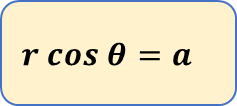 r cos θ = a